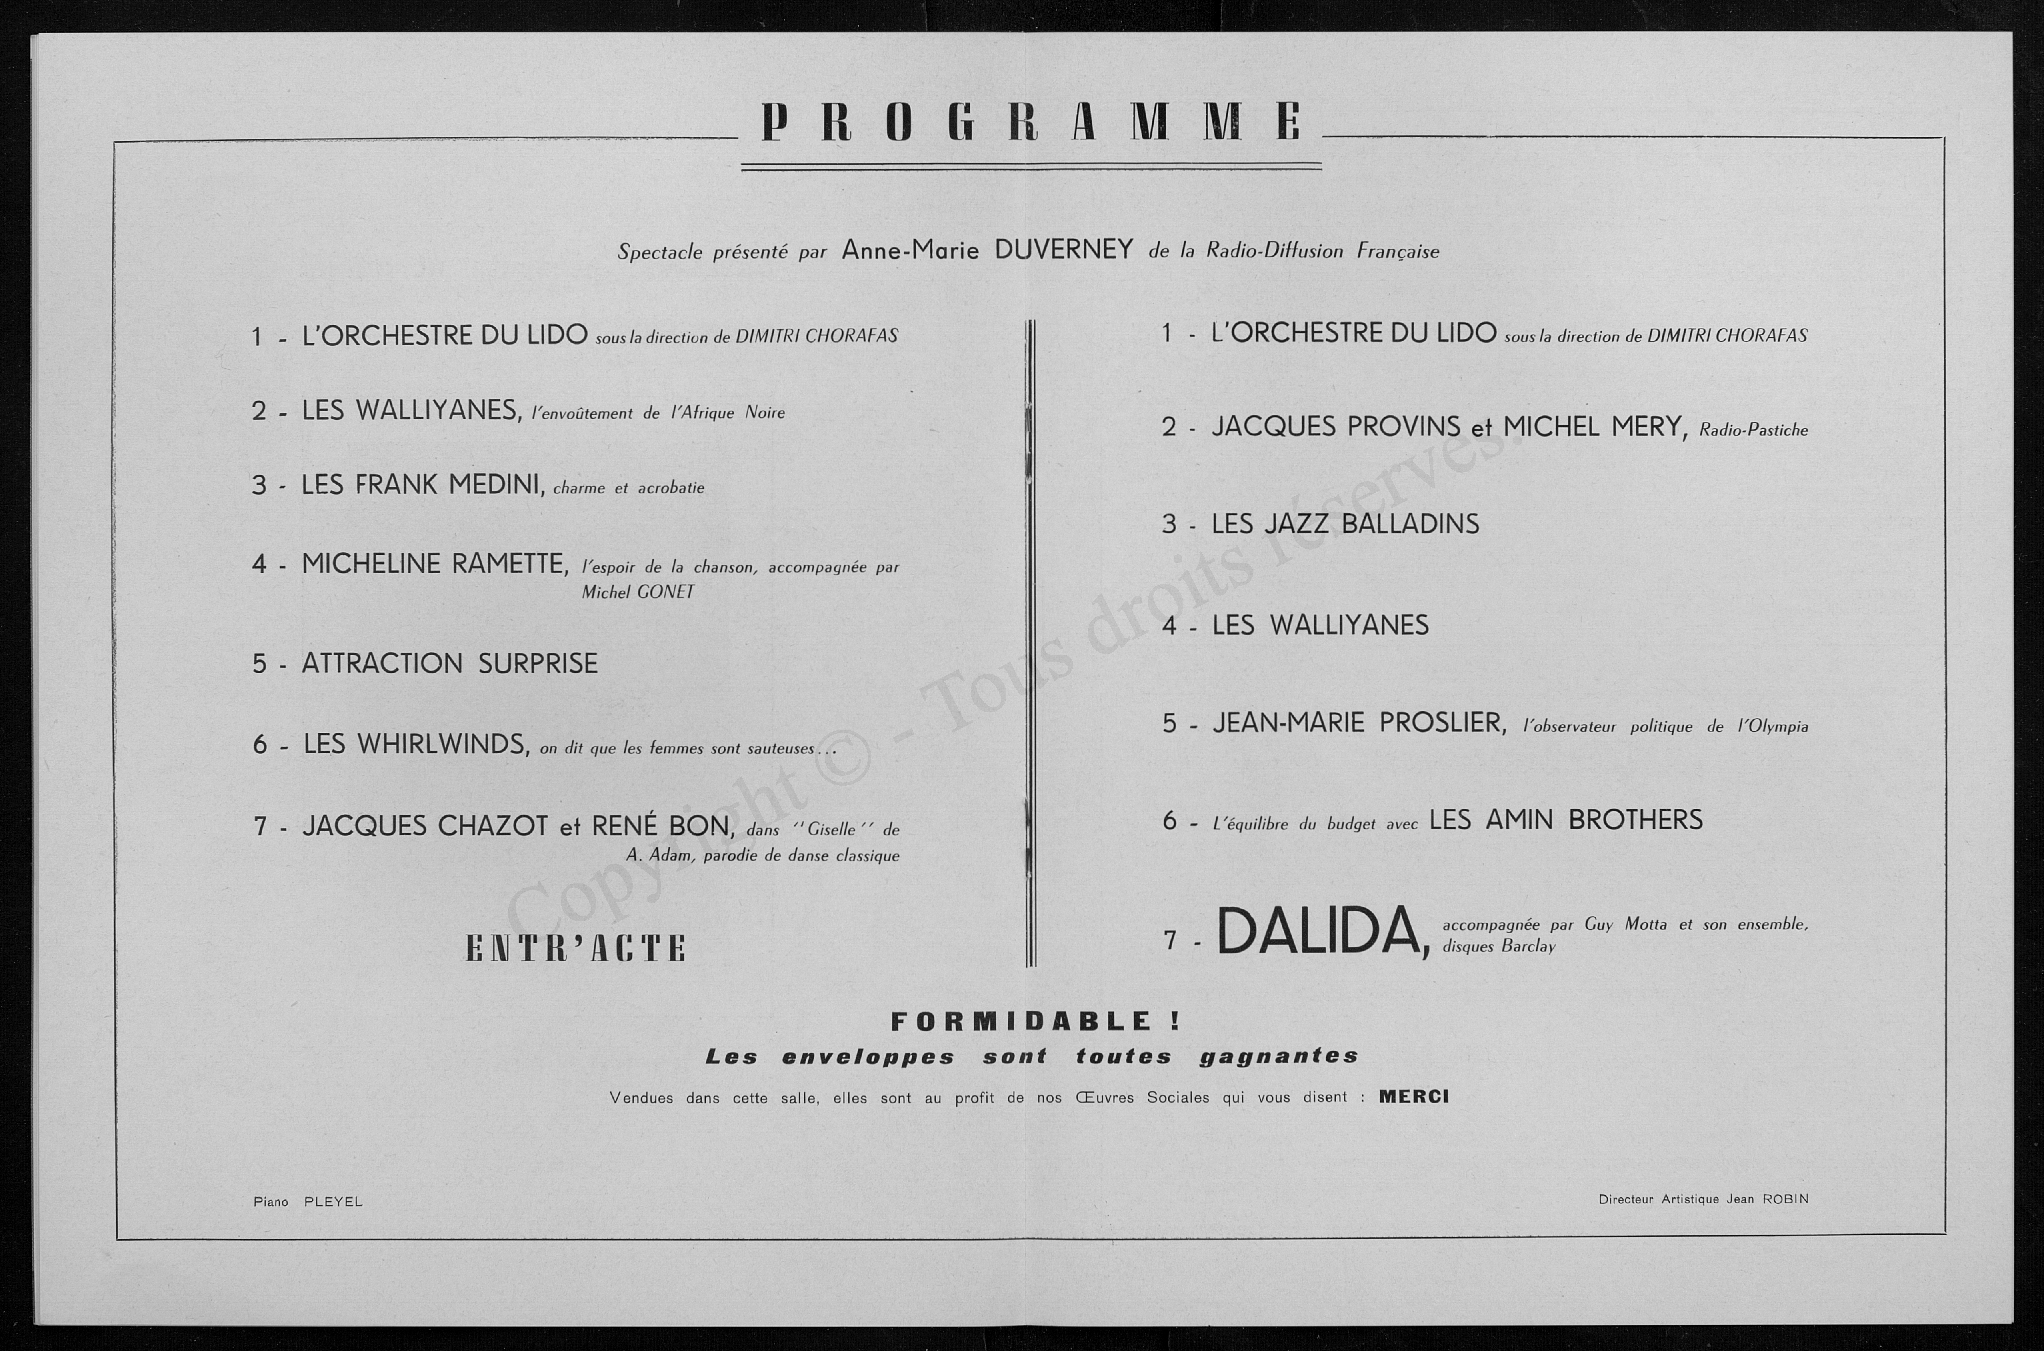 PROGRAMME
Spectacle présenté par Anne-Marie DUVERNEY de la Radio-Diffusion Française
1 - L'ORCHESTRE DU LIDO sous la direction de DIMITRI CHORAFAS
2 - LES WALLIYANES, l'envoûtement de l'Afrique Noire
3 - LES FRANK MEDINI, charme et acrobatie
4 - MICHELINE RAMETTE, l'espoir de la chanson, accompagnée par
Michel GONET
5 - ATTRACTION SURPRISE
6 - LES WHIRLWINDS, on dit que les femmes sont sauteuses...
7 - JACQUES CHAZOT et RENÉ BON, dans "Giselle" de
A. Adam, parodie de danse classique
ENTR'ACTE
1 - L'ORCHESTRE DU LIDO sous la direction de DIMITRI CHORAFAS
2 - JACQUES PROVINS et MICHEL MERY, Radio-Pastiche
3 - LES JAZZ BALLADINS
4 - LES WALLIYANES
5 - JEAN-MARIE PROSLIER, l'observateur politique de l'Olympia
6 - L'équilibre du budget avec LES AMIN BROTHERS
7 - DALIDA, accompagnée par Guy Motta et son ensemble,
disques Barclay
FORMIDABLE !
Les enveloppes sont toutes gagnantes
Vendues dans cette salle, elles sont au profit de nos Œuvres Sociales qui vous disent : MERCI
Piano PLEYEL
Directeur Artistique Jean ROBIN
Copyright © - Tous droits réservés.